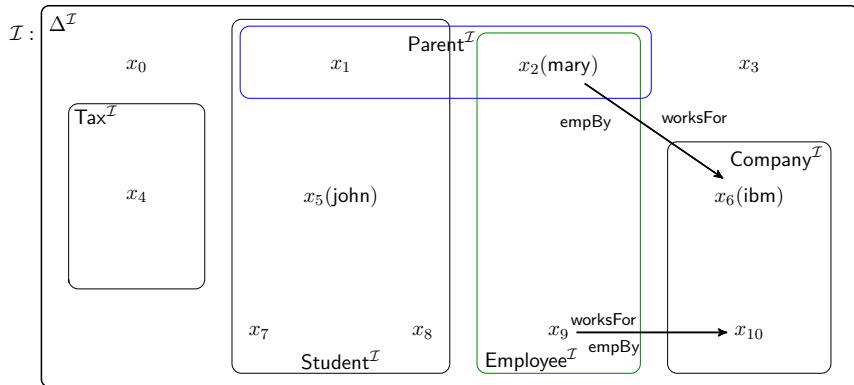 𝓘 : Δ^𝓘
Parent^𝓘
x₀ x₁ x₂(mary) x₃
Tax^𝓘
empBy worksFor
Company^𝓘
x₄ x₅(john) x₆(ibm)
worksFor
x₇ x₈ x₉ x₁₀
empBy
Student^𝓘 Employee^𝓘